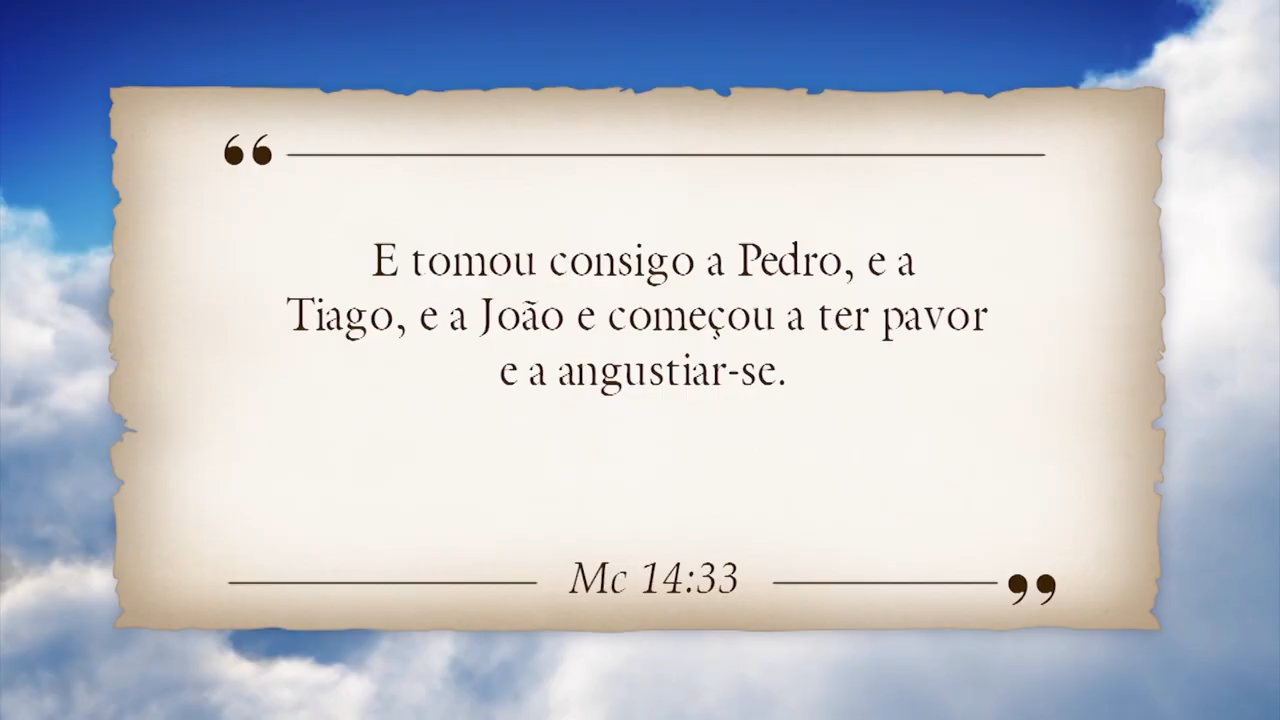 “
E tomou consigo a Pedro, e a
Tiago, e a João e começou a ter pavor
e a angustiar-se.
Mc 14:33
”